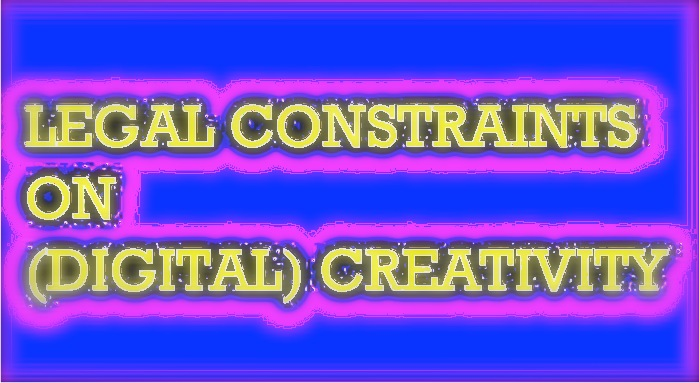 LEGAL CONSTRAINTS
ON
(DIGITAL) CREATIVITY